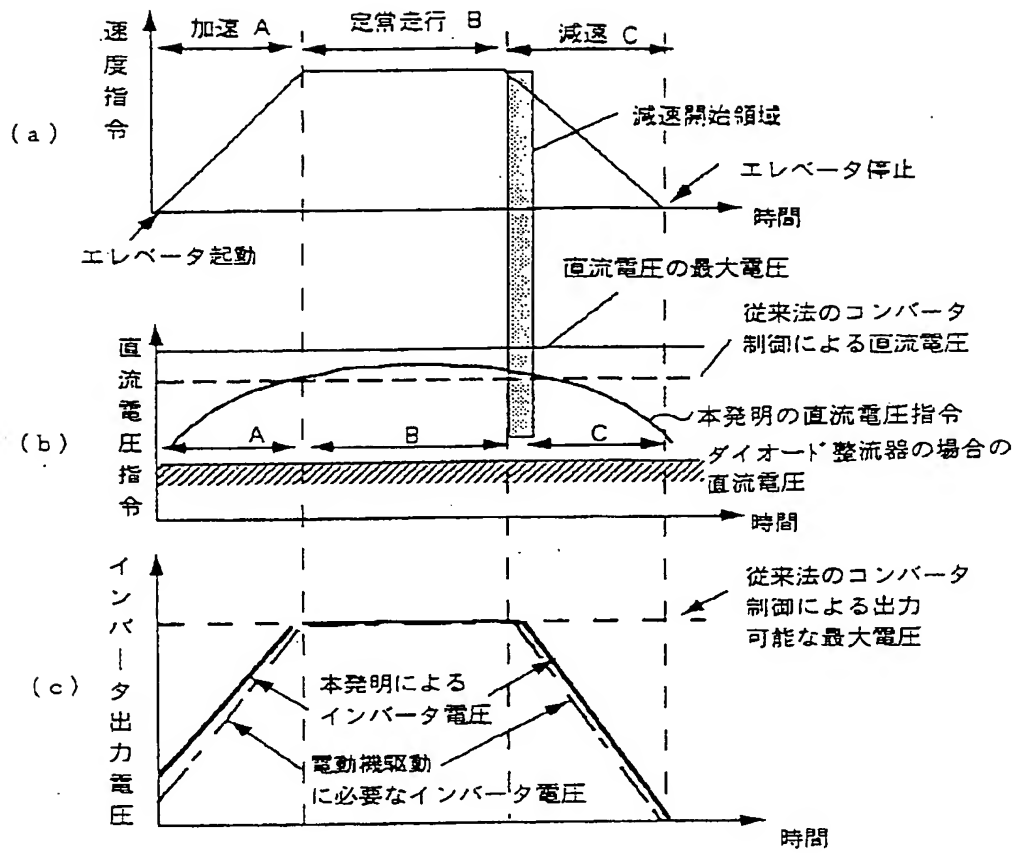 加速 A
定常走行 B
減速 C
速度指令
(a)
減速開始領域
エレベータ停止
時間
エレベータ起動
直流電圧の最大電圧
従来法のコンバータ
制御による直流電圧
直流電圧指令
(b)
A
B
C
本発明の直流電圧指令
ダイオード整流器の場合の
直流電圧
時間
インバータ出力電圧
(c)
従来法のコンバータ
制御による出力
可能な最大電圧
本発明による
インバータ電圧
電動機駆動
に必要なインバータ電圧
時間